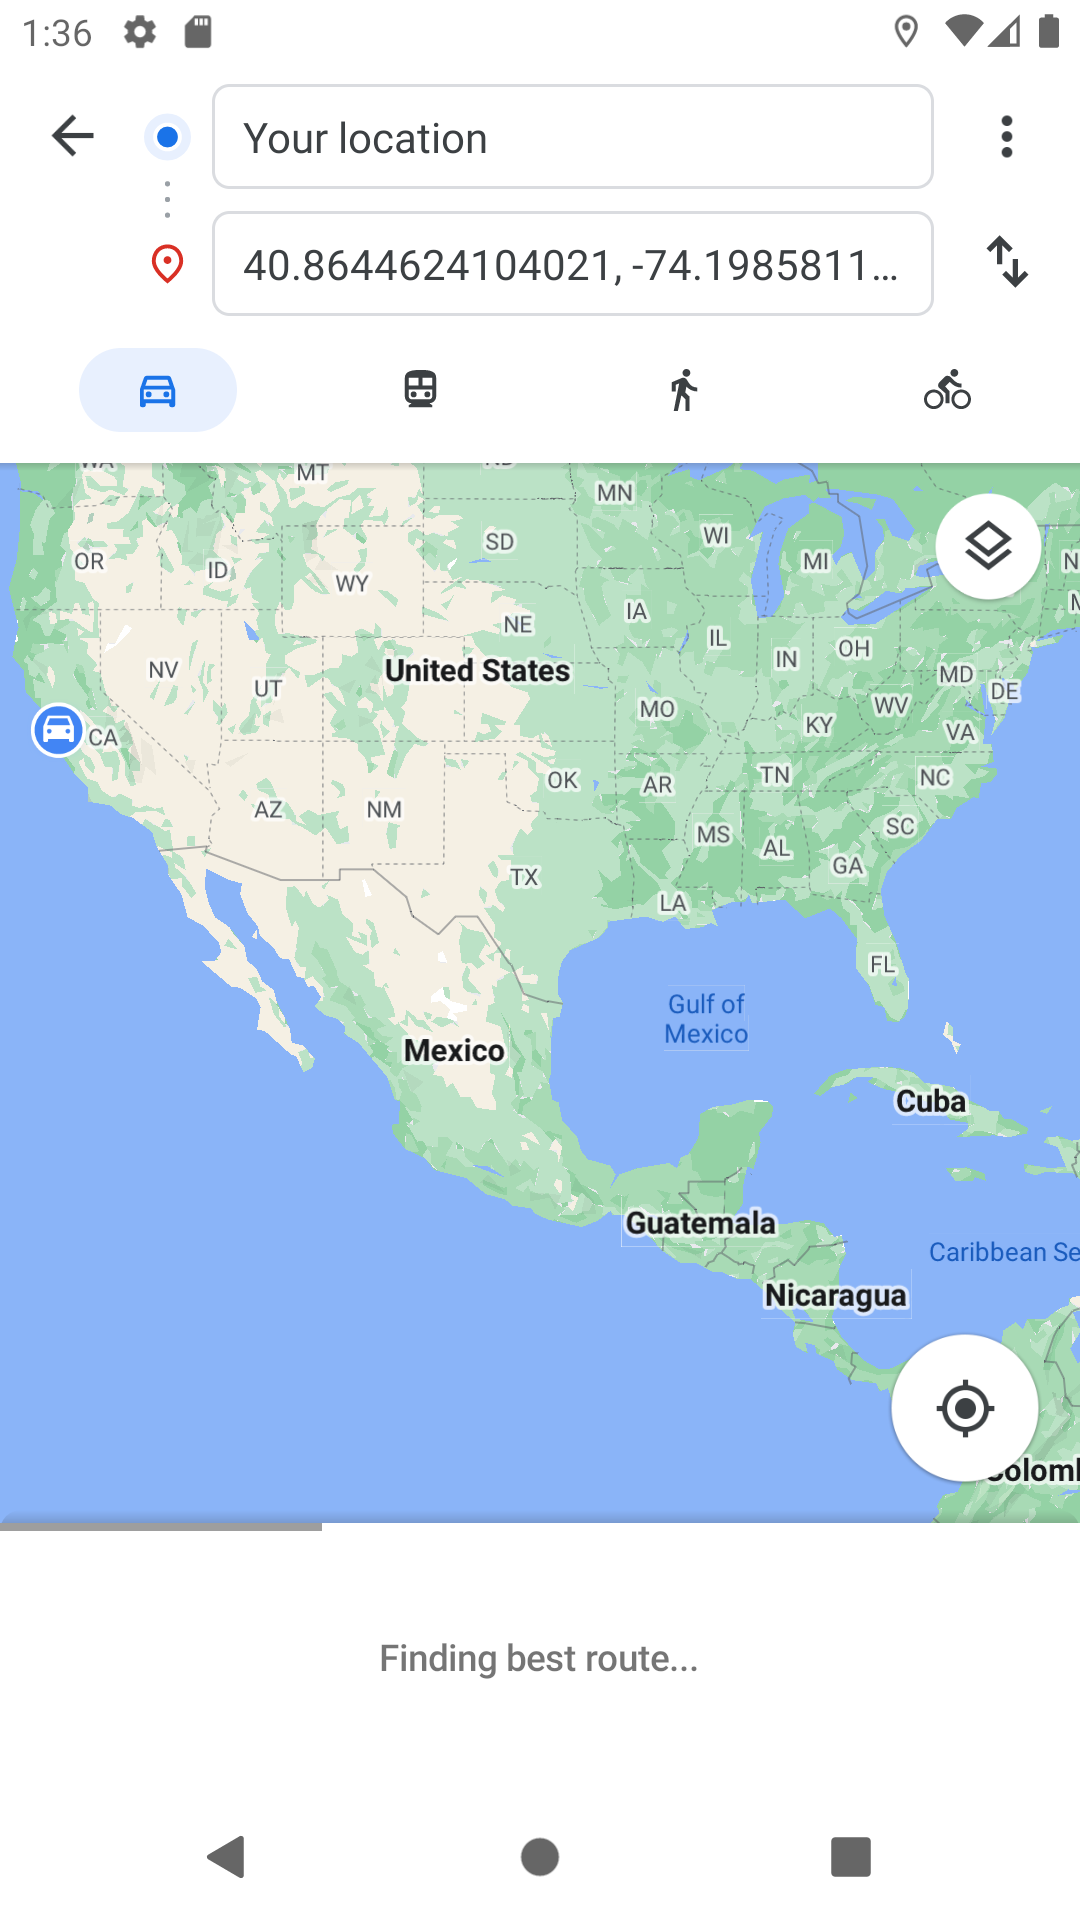 1:36
Your location
40.8644624104021, -74.1985811...
WA
MT
MN
OR
ID
SD
WI
MI
WY
NE
IA
IL
IN
OH
NV
UT
United States
MD
DE
CA
MO
KY
WV
VA
AZ
NM
OK
AR
TN
NC
MS
AL
SC
GA
TX
LA
FL
Gulf of
Mexico
Mexico
Cuba
Guatemala
Caribbean Se
Nicaragua
Finding best route...